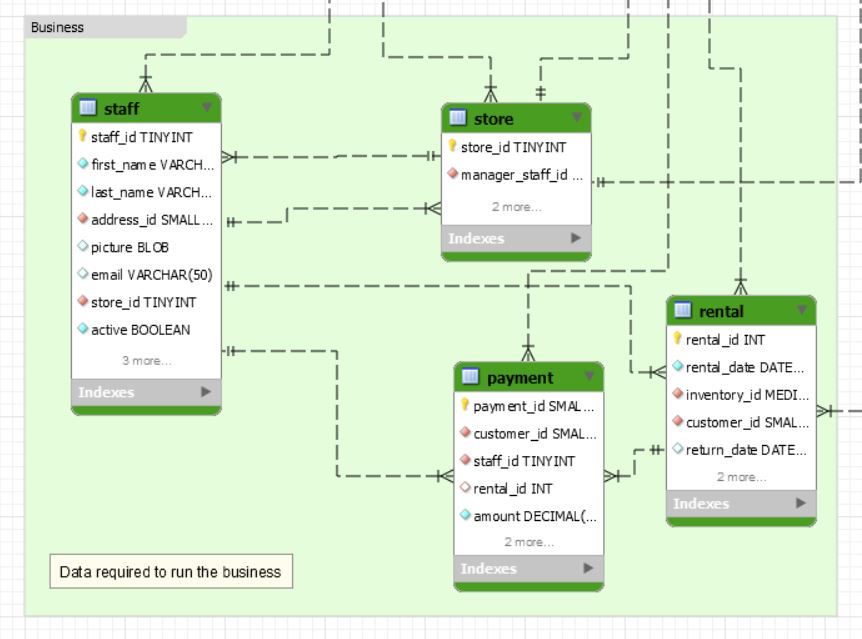 Business
staff
staff_id TINYINT
first_name VARCH...
last_name VARCH...
address_id SMALL...
picture BLOB
email VARCHAR(50)
store_id TINYINT
active BOOLEAN
3 more...
Indexes
store
store_id TINYINT
manager_staff_id ...
2 more...
Indexes
payment
payment_id SMAL...
customer_id SMAL...
staff_id TINYINT
rental_id INT
amount DECIMAL(...
2 more...
Indexes
rental
rental_id INT
rental_date DATE...
inventory_id MEDI...
customer_id SMAL...
return_date DATE...
2 more...
Indexes
Data required to run the business